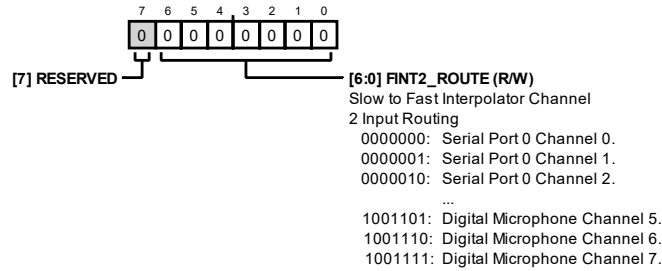 7 6 5 4 3 2 1 0
0 0 0 0 0 0 0 0
[7] RESERVED
[6:0] FINT2_ROUTE (R/W)
Slow to Fast Interpolator Channel
2 Input Routing
0000000: Serial Port 0 Channel 0.
0000001: Serial Port 0 Channel 1.
0000010: Serial Port 0 Channel 2.
...
1001101: Digital Microphone Channel 5.
1001110: Digital Microphone Channel 6.
1001111: Digital Microphone Channel 7.